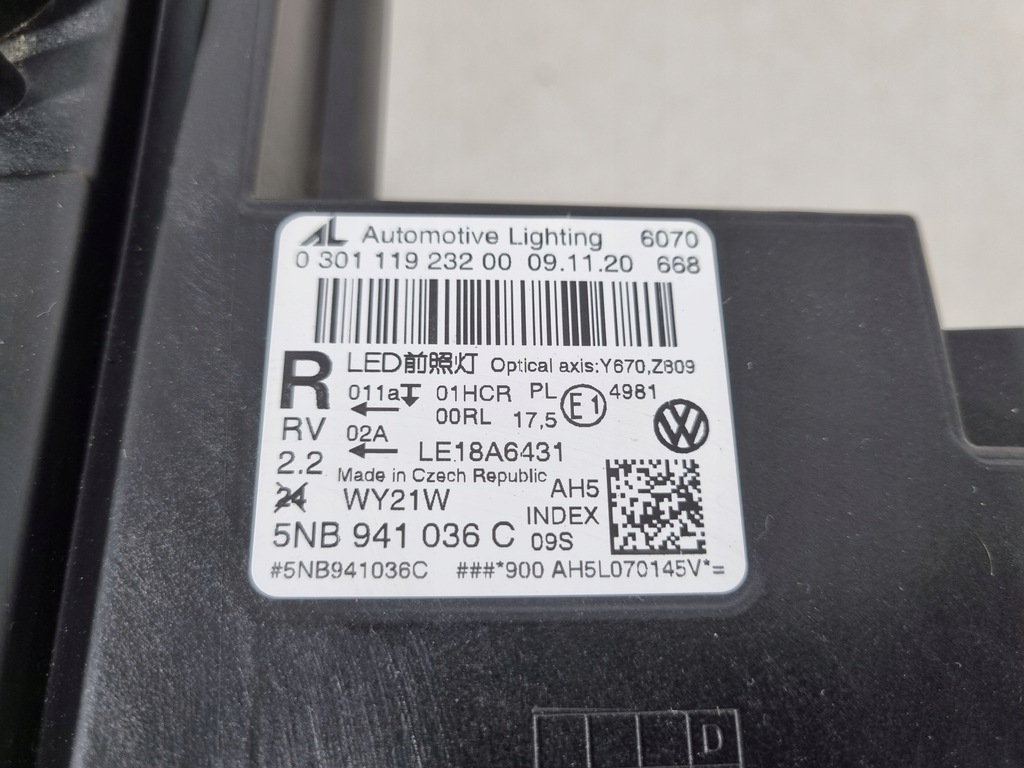 AL Automotive Lighting 6070
0 301 119 232 00 09.11.20 668
R LED前照灯 Optical axis:Y670,Z809
011a 01HCR PL E1 4981
00RL 17,5
RV 02A LE18A6431
2.2 Made in Czech Republic
24 WY21W AH5
INDEX
5NB 941 036 C 09S
#5NB941036C ###*900 AH5L070145V*=
D